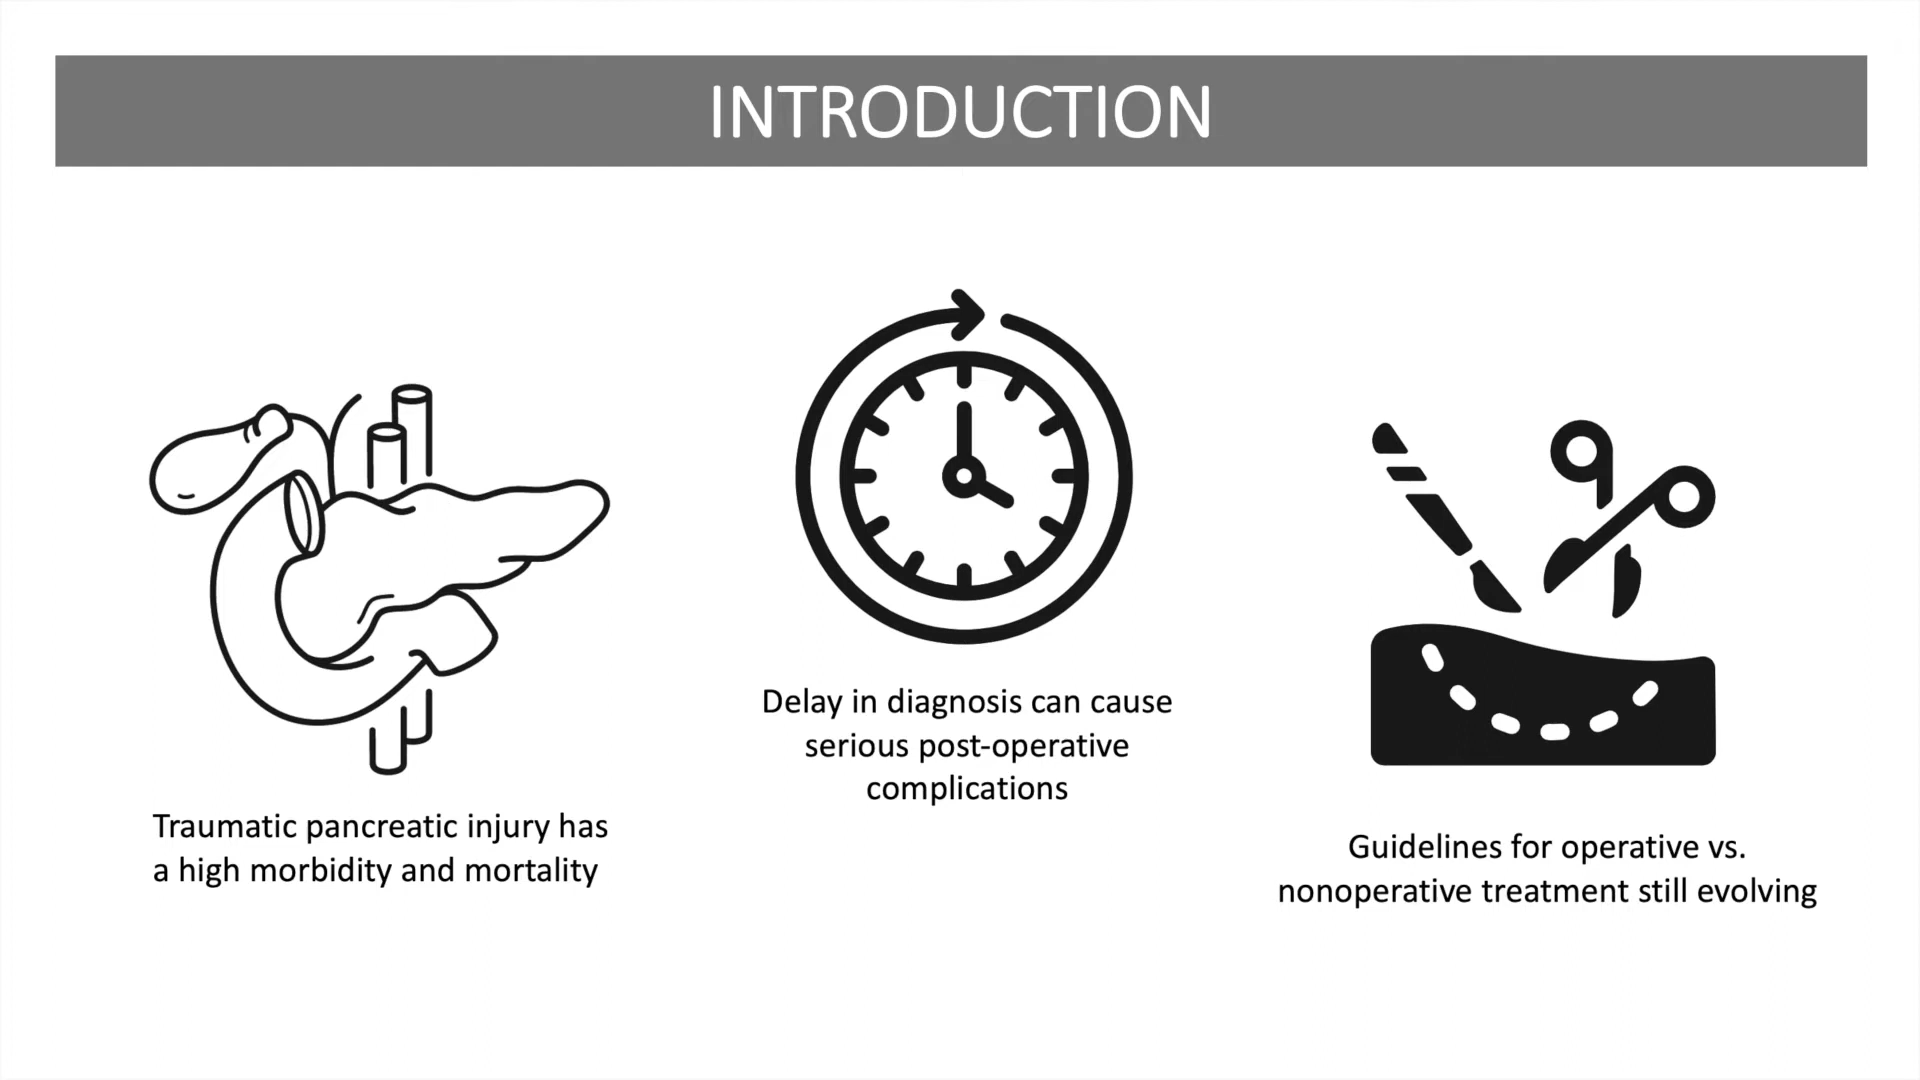 INTRODUCTION
Traumatic pancreatic injury has
a high morbidity and mortality
Delay in diagnosis can cause
serious post-operative
complications
Guidelines for operative vs.
nonoperative treatment still evolving